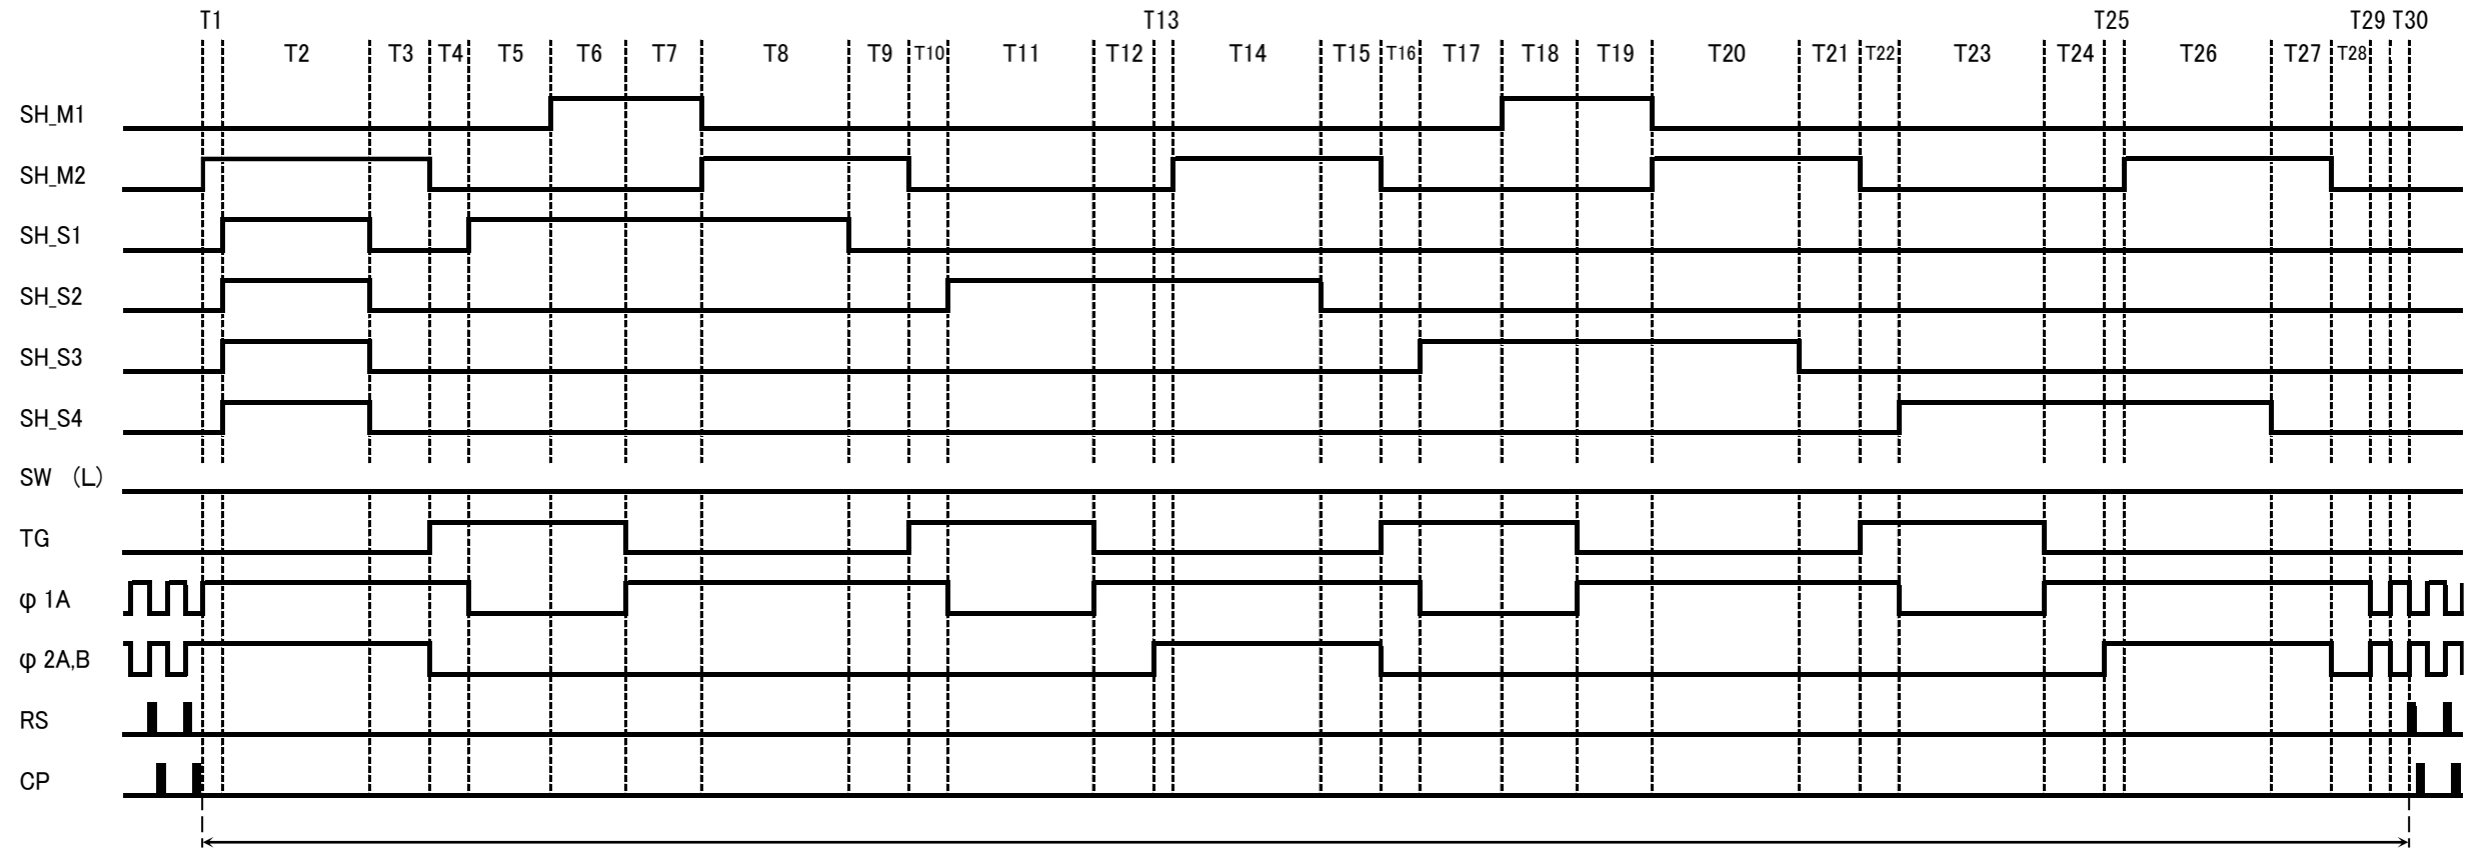 T1 T13 T25 T29 T30
T2 T3 T4 T5 T6 T7 T8 T9 T10 T11 T12 T14 T15 T16 T17 T18 T19 T20 T21 T22 T23 T24 T26 T27 T28
SH_M1
SH_M2
SH_S1
SH_S2
SH_S3
SH_S4
SW (L)
TG
φ 1A
φ 2A,B
RS
CP